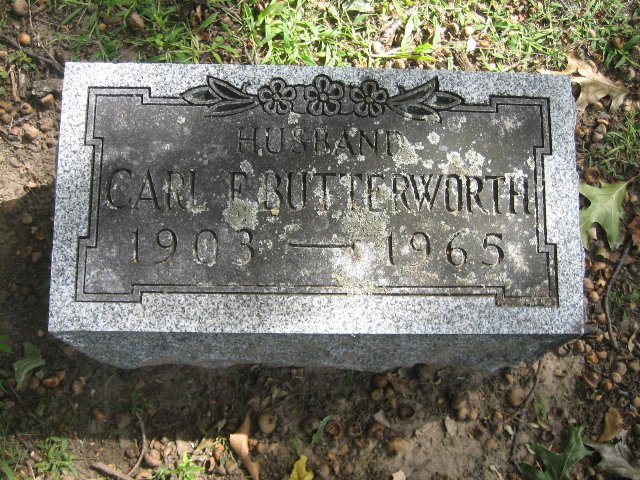 HUSBAND
CARL F. BUTTERWORTH
1903 — 1965